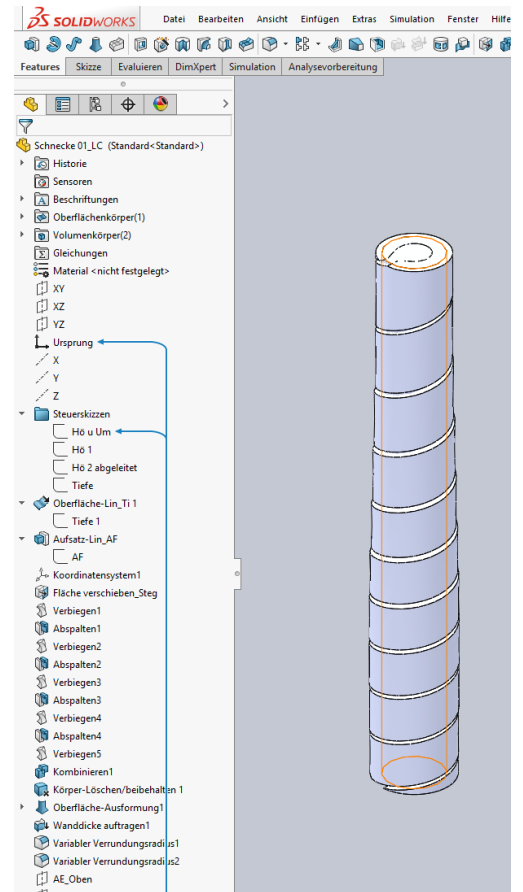 SOLIDWORKS
Datei Bearbeiten Ansicht Einfügen Extras Simulation Fenster Hilfe
Features Skizze Evaluieren DimXpert Simulation Analysevorbereitung
Schnecke 01_LC (Standard<Standard>)
Historie
Sensoren
Beschriftungen
Oberflächenkörper(1)
Volumenkörper(2)
Gleichungen
Material <nicht festgelegt>
XY
XZ
YZ
Ursprung
X
Y
Z
Steuerskizzen
Hö u Um
Hö 1
Hö 2 abgeleitet
Tiefe
Oberfläche-Lin_Ti 1
Tiefe 1
Aufsatz-Lin_AF
AF
Koordinatensystem1
Fläche verschieben_Steg
Verbiegen1
Abspalten1
Verbiegen2
Abspalten2
Verbiegen3
Abspalten3
Verbiegen4
Abspalten4
Verbiegen5
Kombinieren1
Körper-Löschen/beibehalten 1
Oberfläche-Ausformung1
Wanddicke auftragen1
Variabler Verrundungsradius1
Variabler Verrundungsradius2
AE_Oben